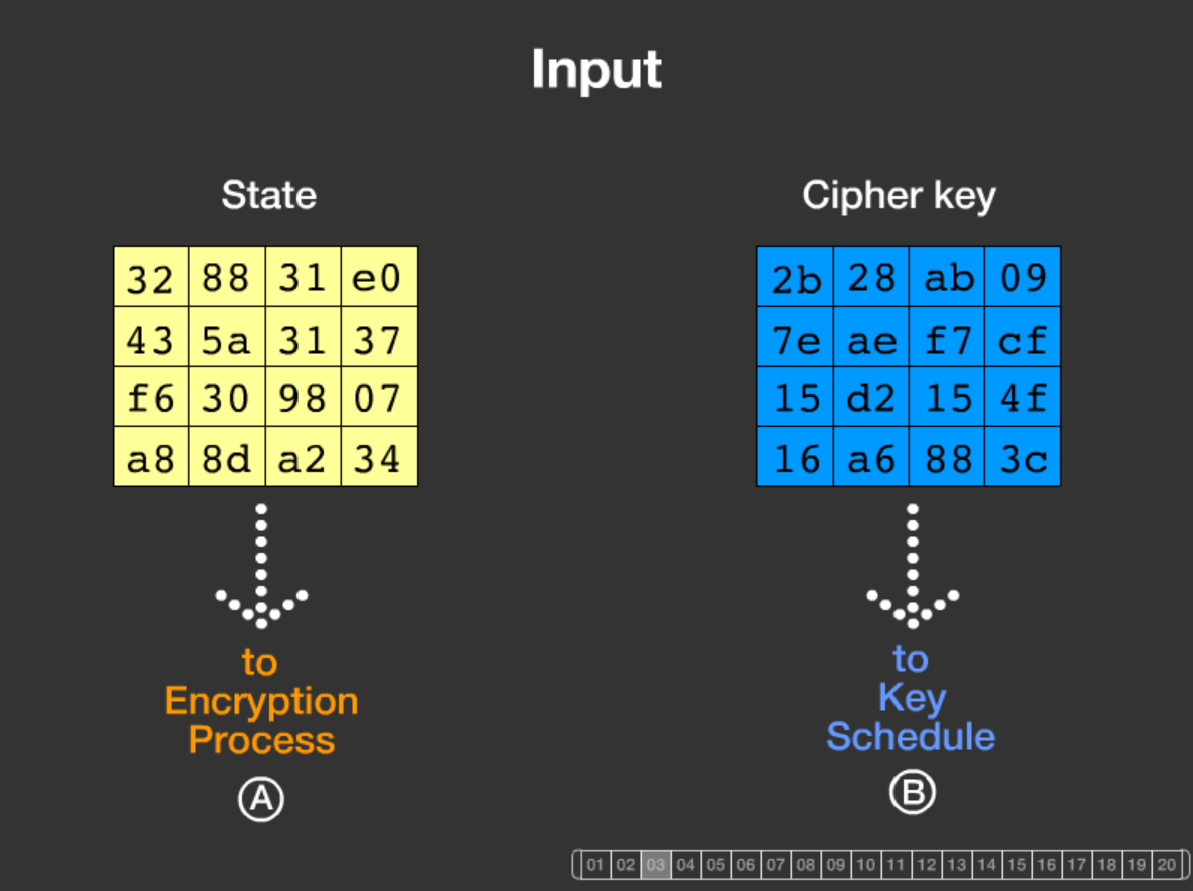 Input
State
Cipher key
32 88 31 e0
43 5a 31 37
f6 30 98 07
a8 8d a2 34
2b 28 ab 09
7e ae f7 cf
15 d2 15 4f
16 a6 88 3c
to
Encryption
Process
A
to
Key
Schedule
B
01 02 03 04 05 06 07 08 09 10 11 12 13 14 15 16 17 18 19 20